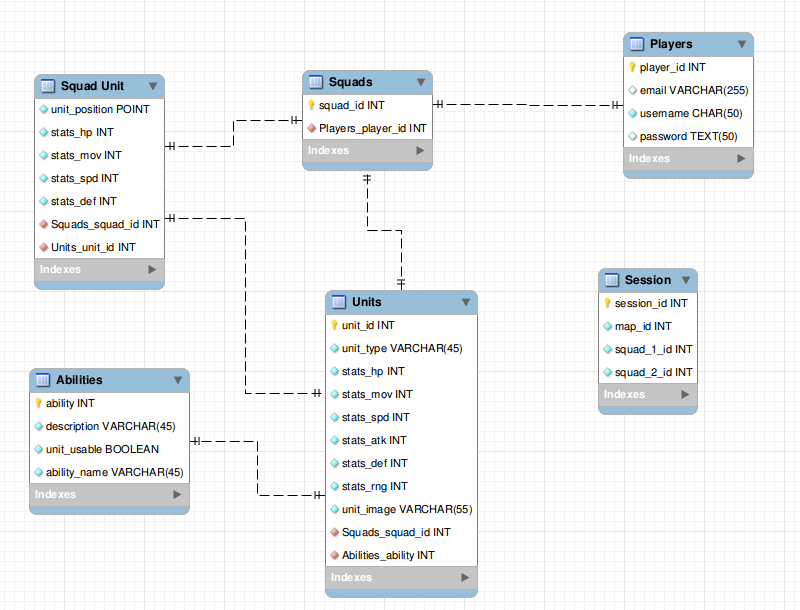 Squad Unit
unit_position POINT
stats_hp INT
stats_mov INT
stats_spd INT
stats_def INT
Squads_squad_id INT
Units_unit_id INT
Indexes
Squads
squad_id INT
Players_player_id INT
Indexes
Players
player_id INT
email VARCHAR(255)
username CHAR(50)
password TEXT(50)
Indexes
Units
unit_id INT
unit_type VARCHAR(45)
stats_hp INT
stats_mov INT
stats_spd INT
stats_atk INT
stats_def INT
stats_rng INT
unit_image VARCHAR(55)
Squads_squad_id INT
Abilities_ability INT
Indexes
Session
session_id INT
map_id INT
squad_1_id INT
squad_2_id INT
Indexes
Abilities
ability INT
description VARCHAR(45)
unit_usable BOOLEAN
ability_name VARCHAR(45)
Indexes